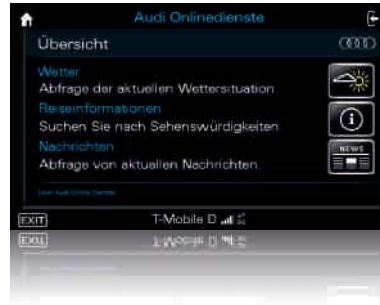 Audi Onlinedienste
Übersicht
Wetter
Abfrage der aktuellen Wettersituation
Reiseinformationen
Suchen Sie nach Sehenswürdigkeiten
Nachrichten
Abfrage von aktuellen Nachrichten.
NEWS
EXIT
T-Mobile D